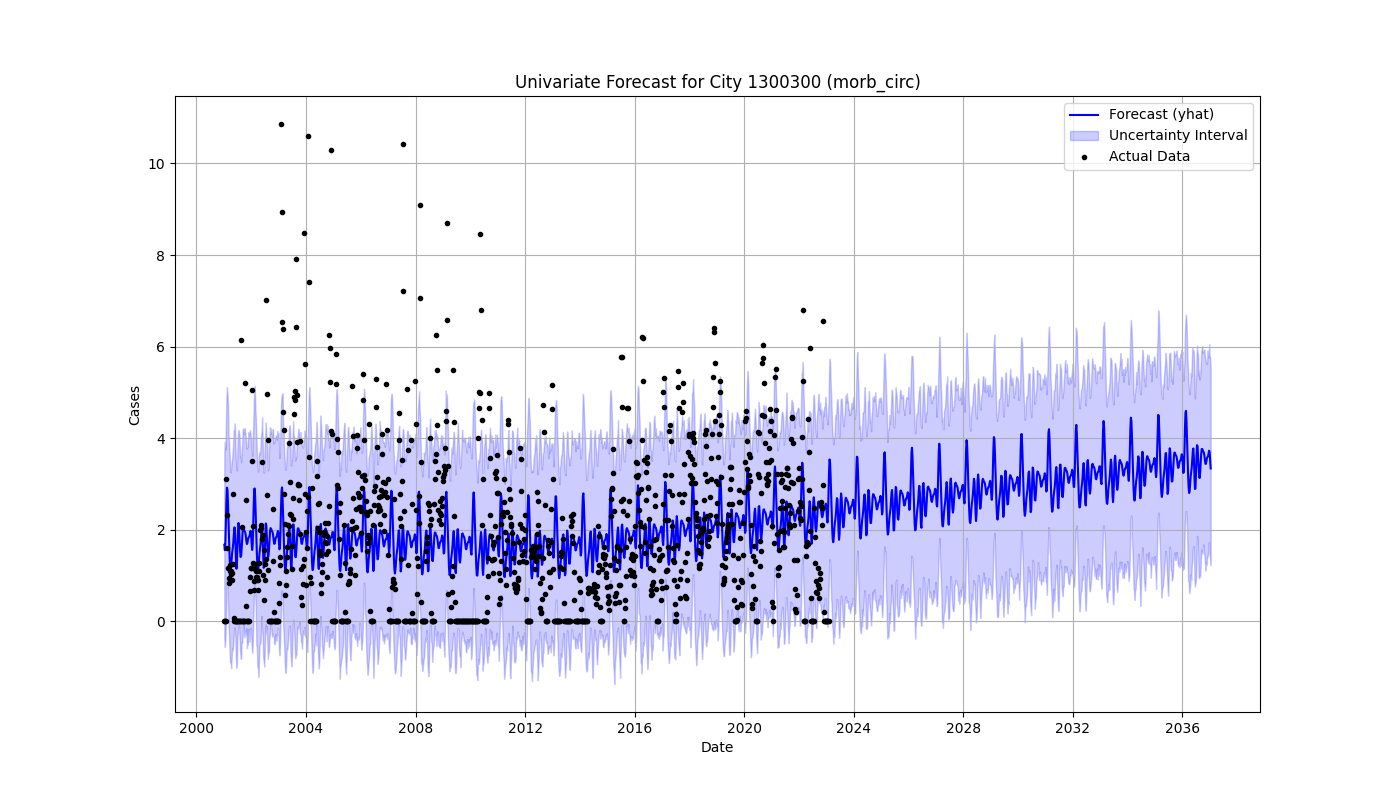 Univariate Forecast for City 1300300 (morb_circ)
Forecast (yhat)
Uncertainty Interval
Actual Data
Cases
10
8
6
4
2
0
2000 2004 2008 2012 2016 2020 2024 2028 2032 2036
Date